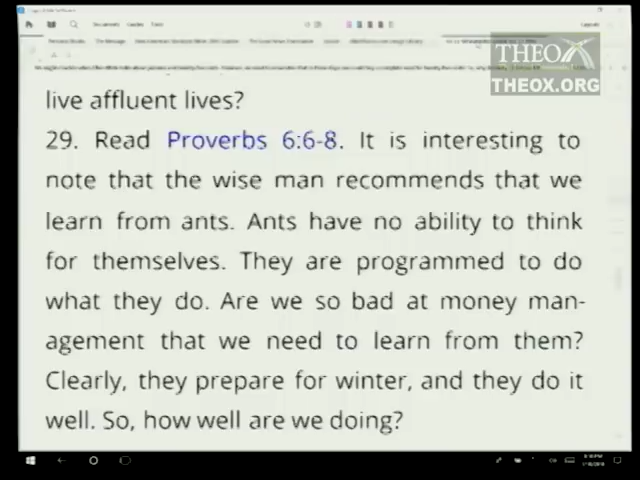 THEOX
THEOX.ORG
live affluent lives?
29. Read Proverbs 6:6-8. It is interesting to
note that the wise man recommends that we
learn from ants. Ants have no ability to think
for themselves. They are programmed to do
what they do. Are we so bad at money man-
agement that we need to learn from them?
Clearly, they prepare for winter, and they do it
well. So, how well are we doing?